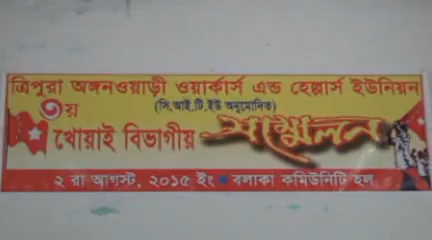 ত্রিপুরা অঙ্গনওয়াড়ী ওয়ার্কার্স এন্ড হেল্পার্স ইউনিয়ন
(সি.আই.টি.ইউ অনুমোদিত)
৩য় খোয়াই বিভাগীয় সম্মেলন
২ রা আগস্ট, ২০১৫ ইং ● বলাকা কমিউনিটি হল